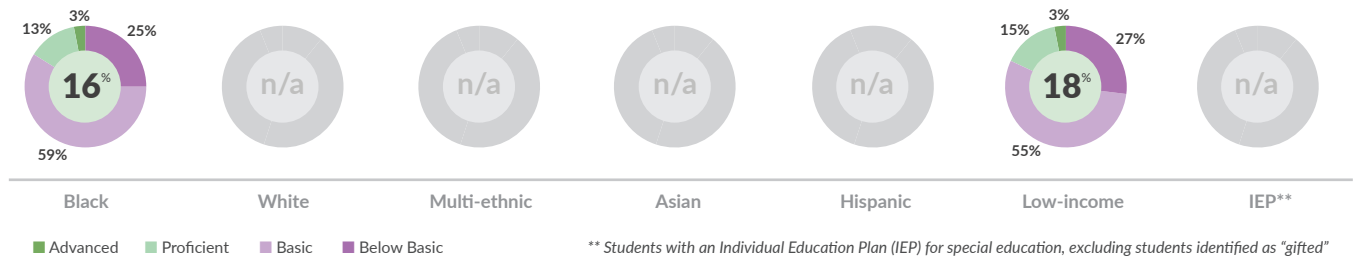 3%
13%
25%
16%
59%
n/a
n/a
n/a
n/a
3%
15%
27%
18%
55%
n/a
Black
White
Multi-ethnic
Asian
Hispanic
Low-income
IEP**
Advanced
Proficient
Basic
Below Basic
** Students with an Individual Education Plan (IEP) for special education, excluding students identified as “gifted”